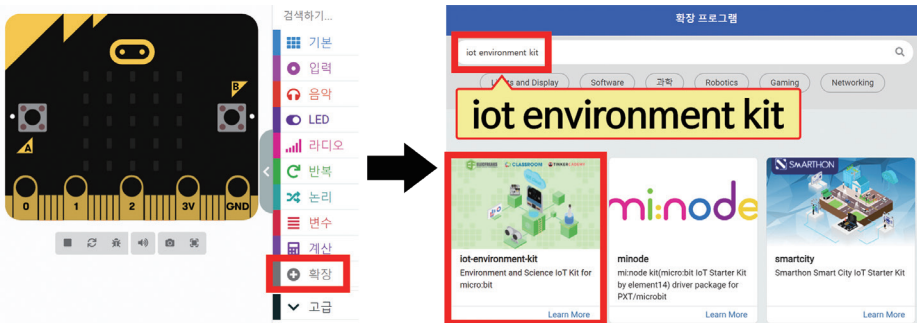 검색하기...
기본
입력
음악
LED
라디오
반복
논리
변수
계산
확장
고급
A
B
0
1
2
3V
GND
확장 프로그램
iot environment kit
Software
과학
Robotics
Gaming
Networking
and Display
iot environment kit
CLASSROOM
iot-environment-kit
Environment and Science IoT Kit for
micro:bit
Learn More
mi:node
minode
mi:node kit(micro:bit IoT Starter Kit
by element14) driver package for
PXT/microbit
Learn More
SMARTHON
smartcity
Smarthon Smart City IoT Starter Kit
Learn More